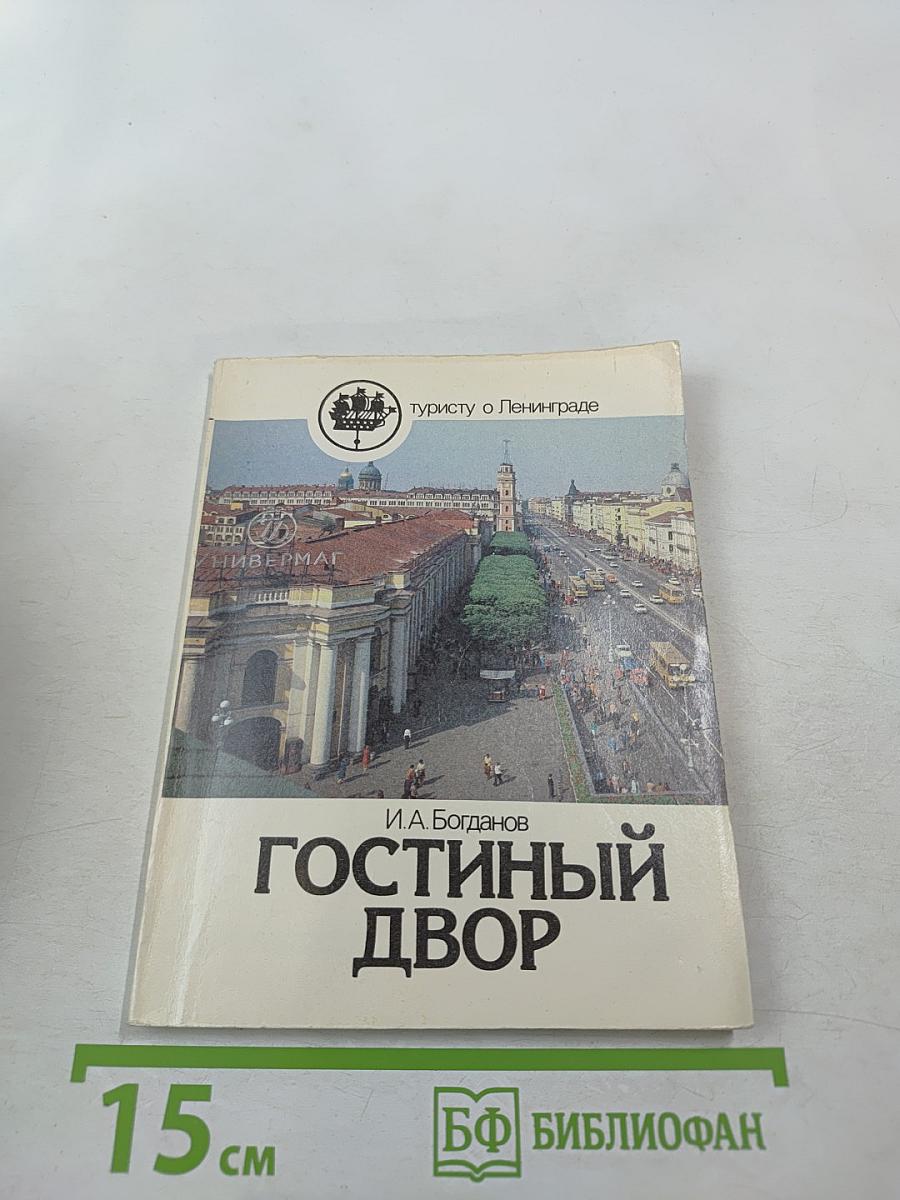 туристу о Ленинграде
УНИВЕРМАГ
И.А.Богданов
ГОСТИНЫЙ
ДВОР
15 см
БФ БИБЛИОФАН